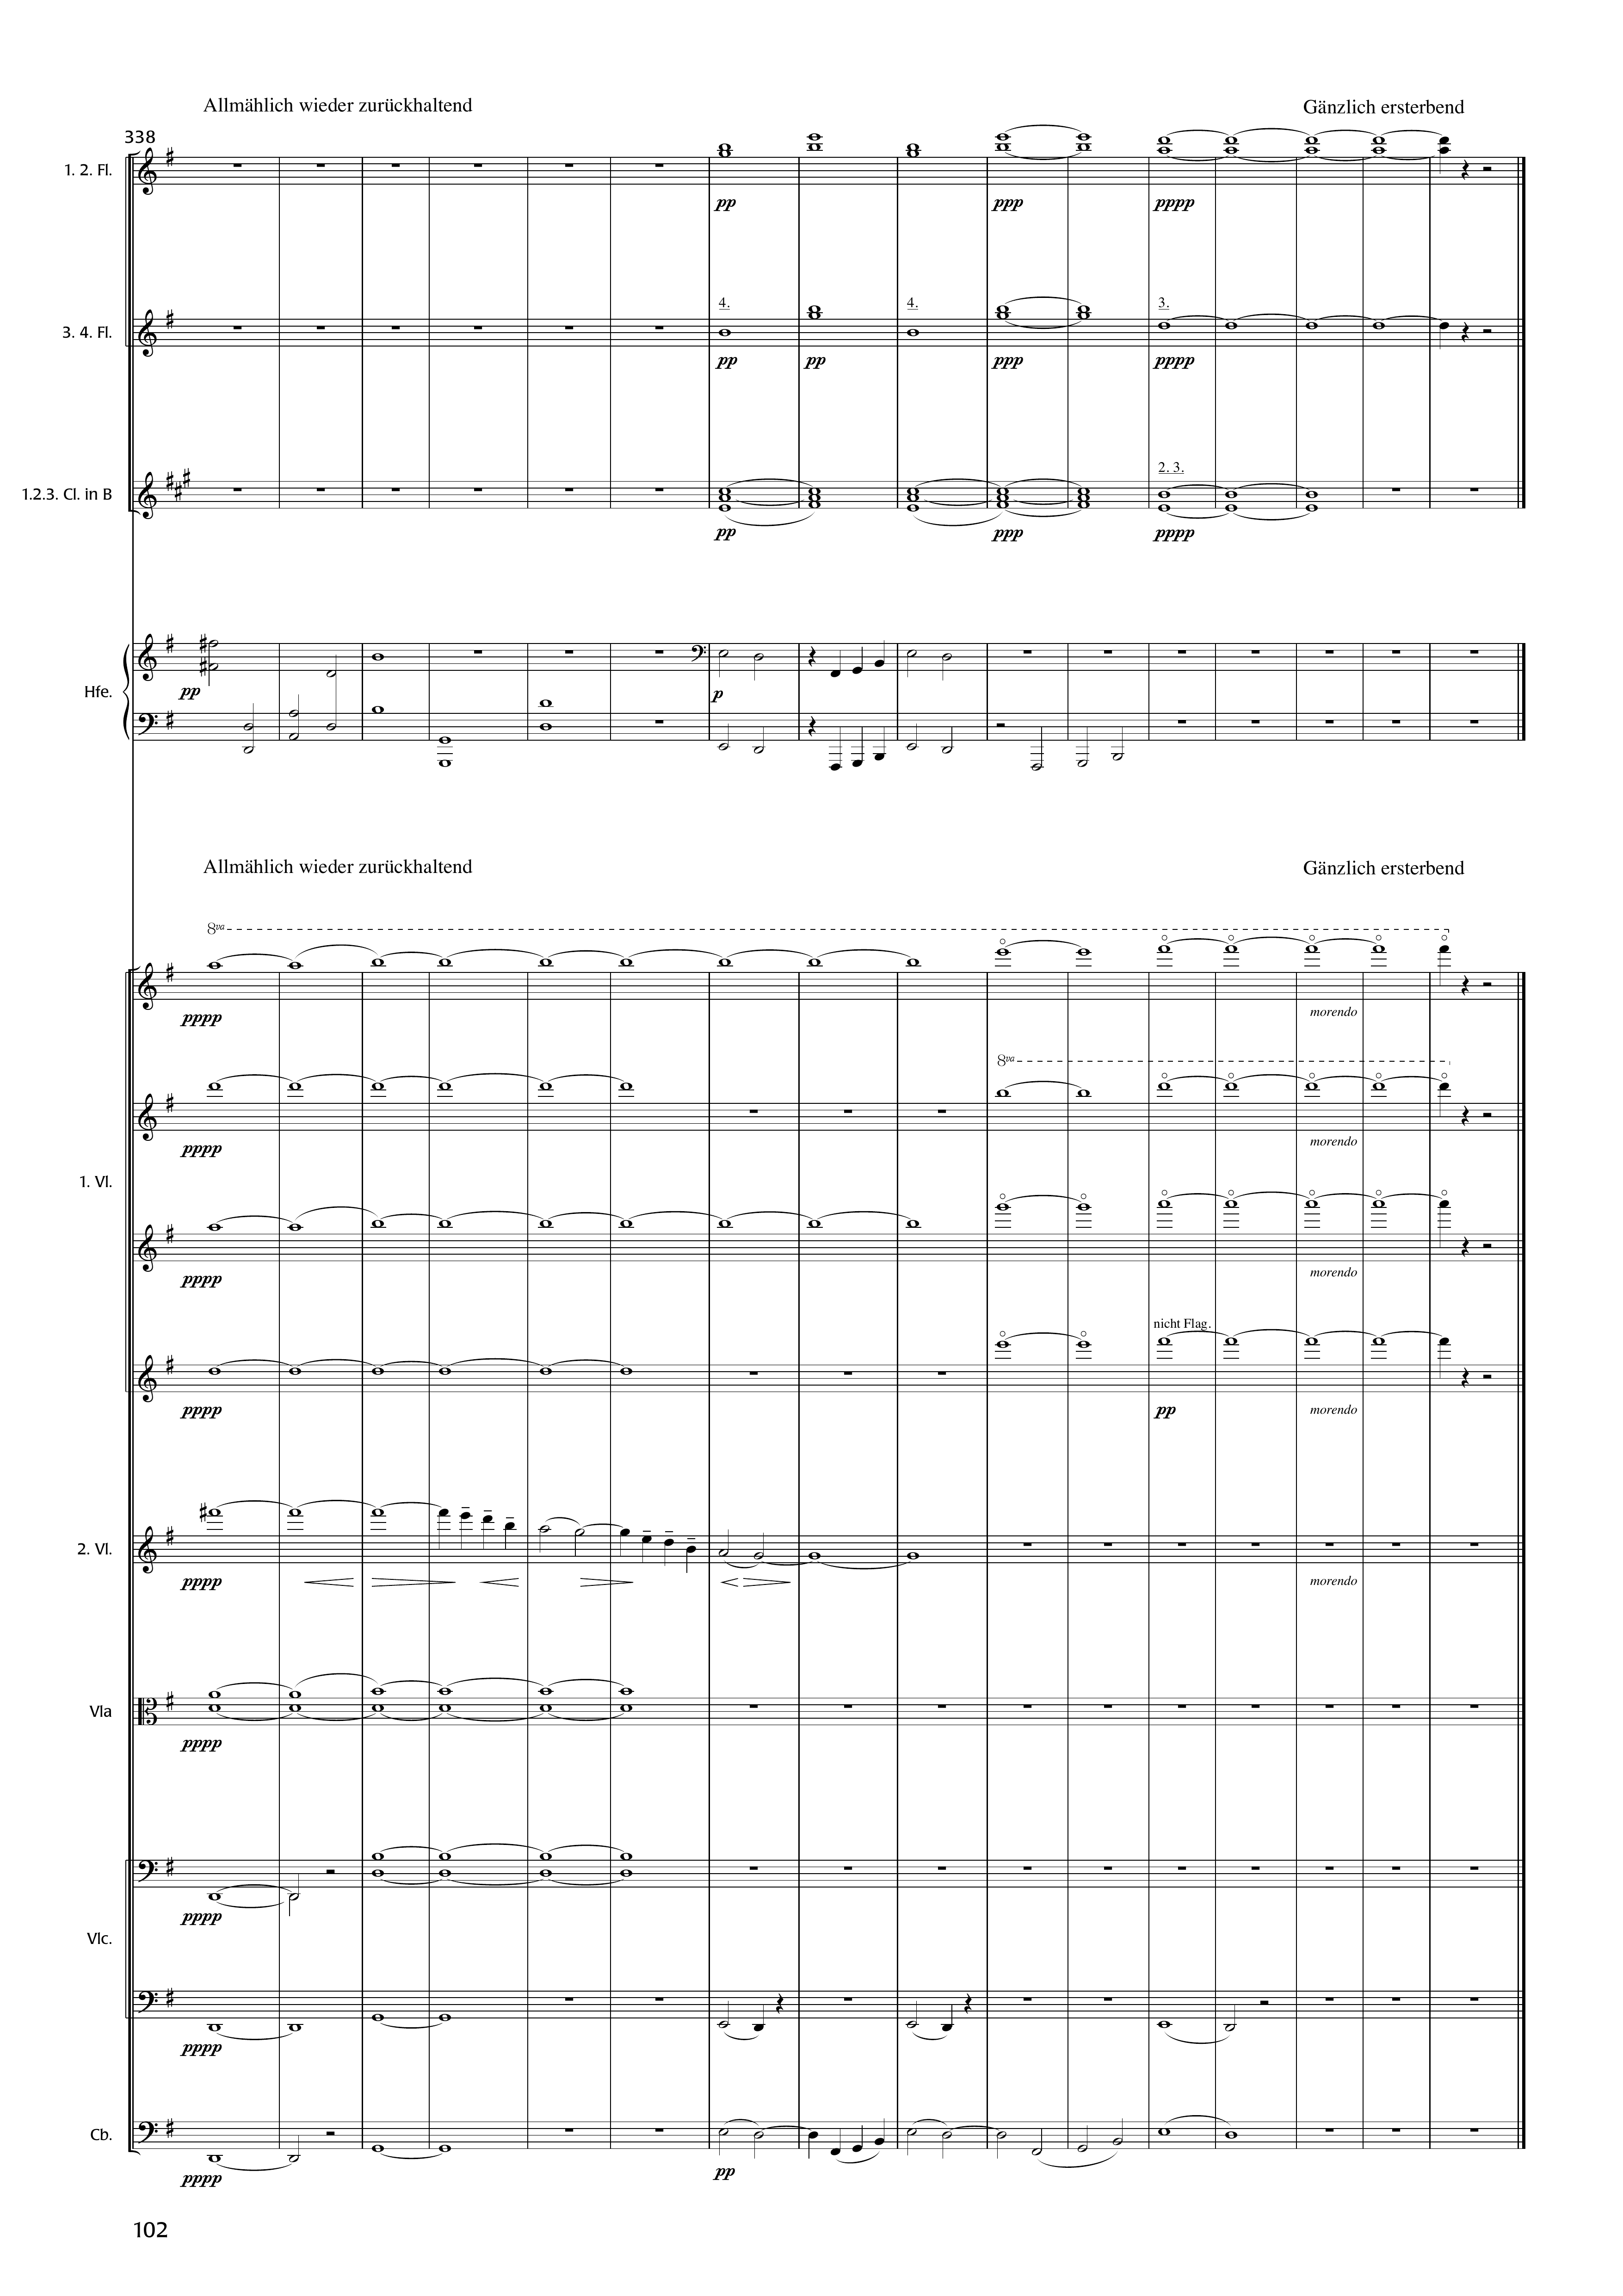 Allmählich wieder zurückhaltend
Gänzlich ersterbend
338
1. 2. Fl.
pp
ppp
pppp
3. 4. Fl.
4.
4.
3.
pp
pp
ppp
pppp
1.2.3. Cl. in B
2. 3.
pp
ppp
pppp
Hfe.
pp
p
Allmählich wieder zurückhaltend
Gänzlich ersterbend
8va
pppp
morendo
8va
pppp
morendo
1. Vl.
pppp
morendo
nicht Flag.
pppp
pp
morendo
2. Vl.
pppp
morendo
Vla
pppp
pppp
Vlc.
pppp
Cb.
pppp
pp
102